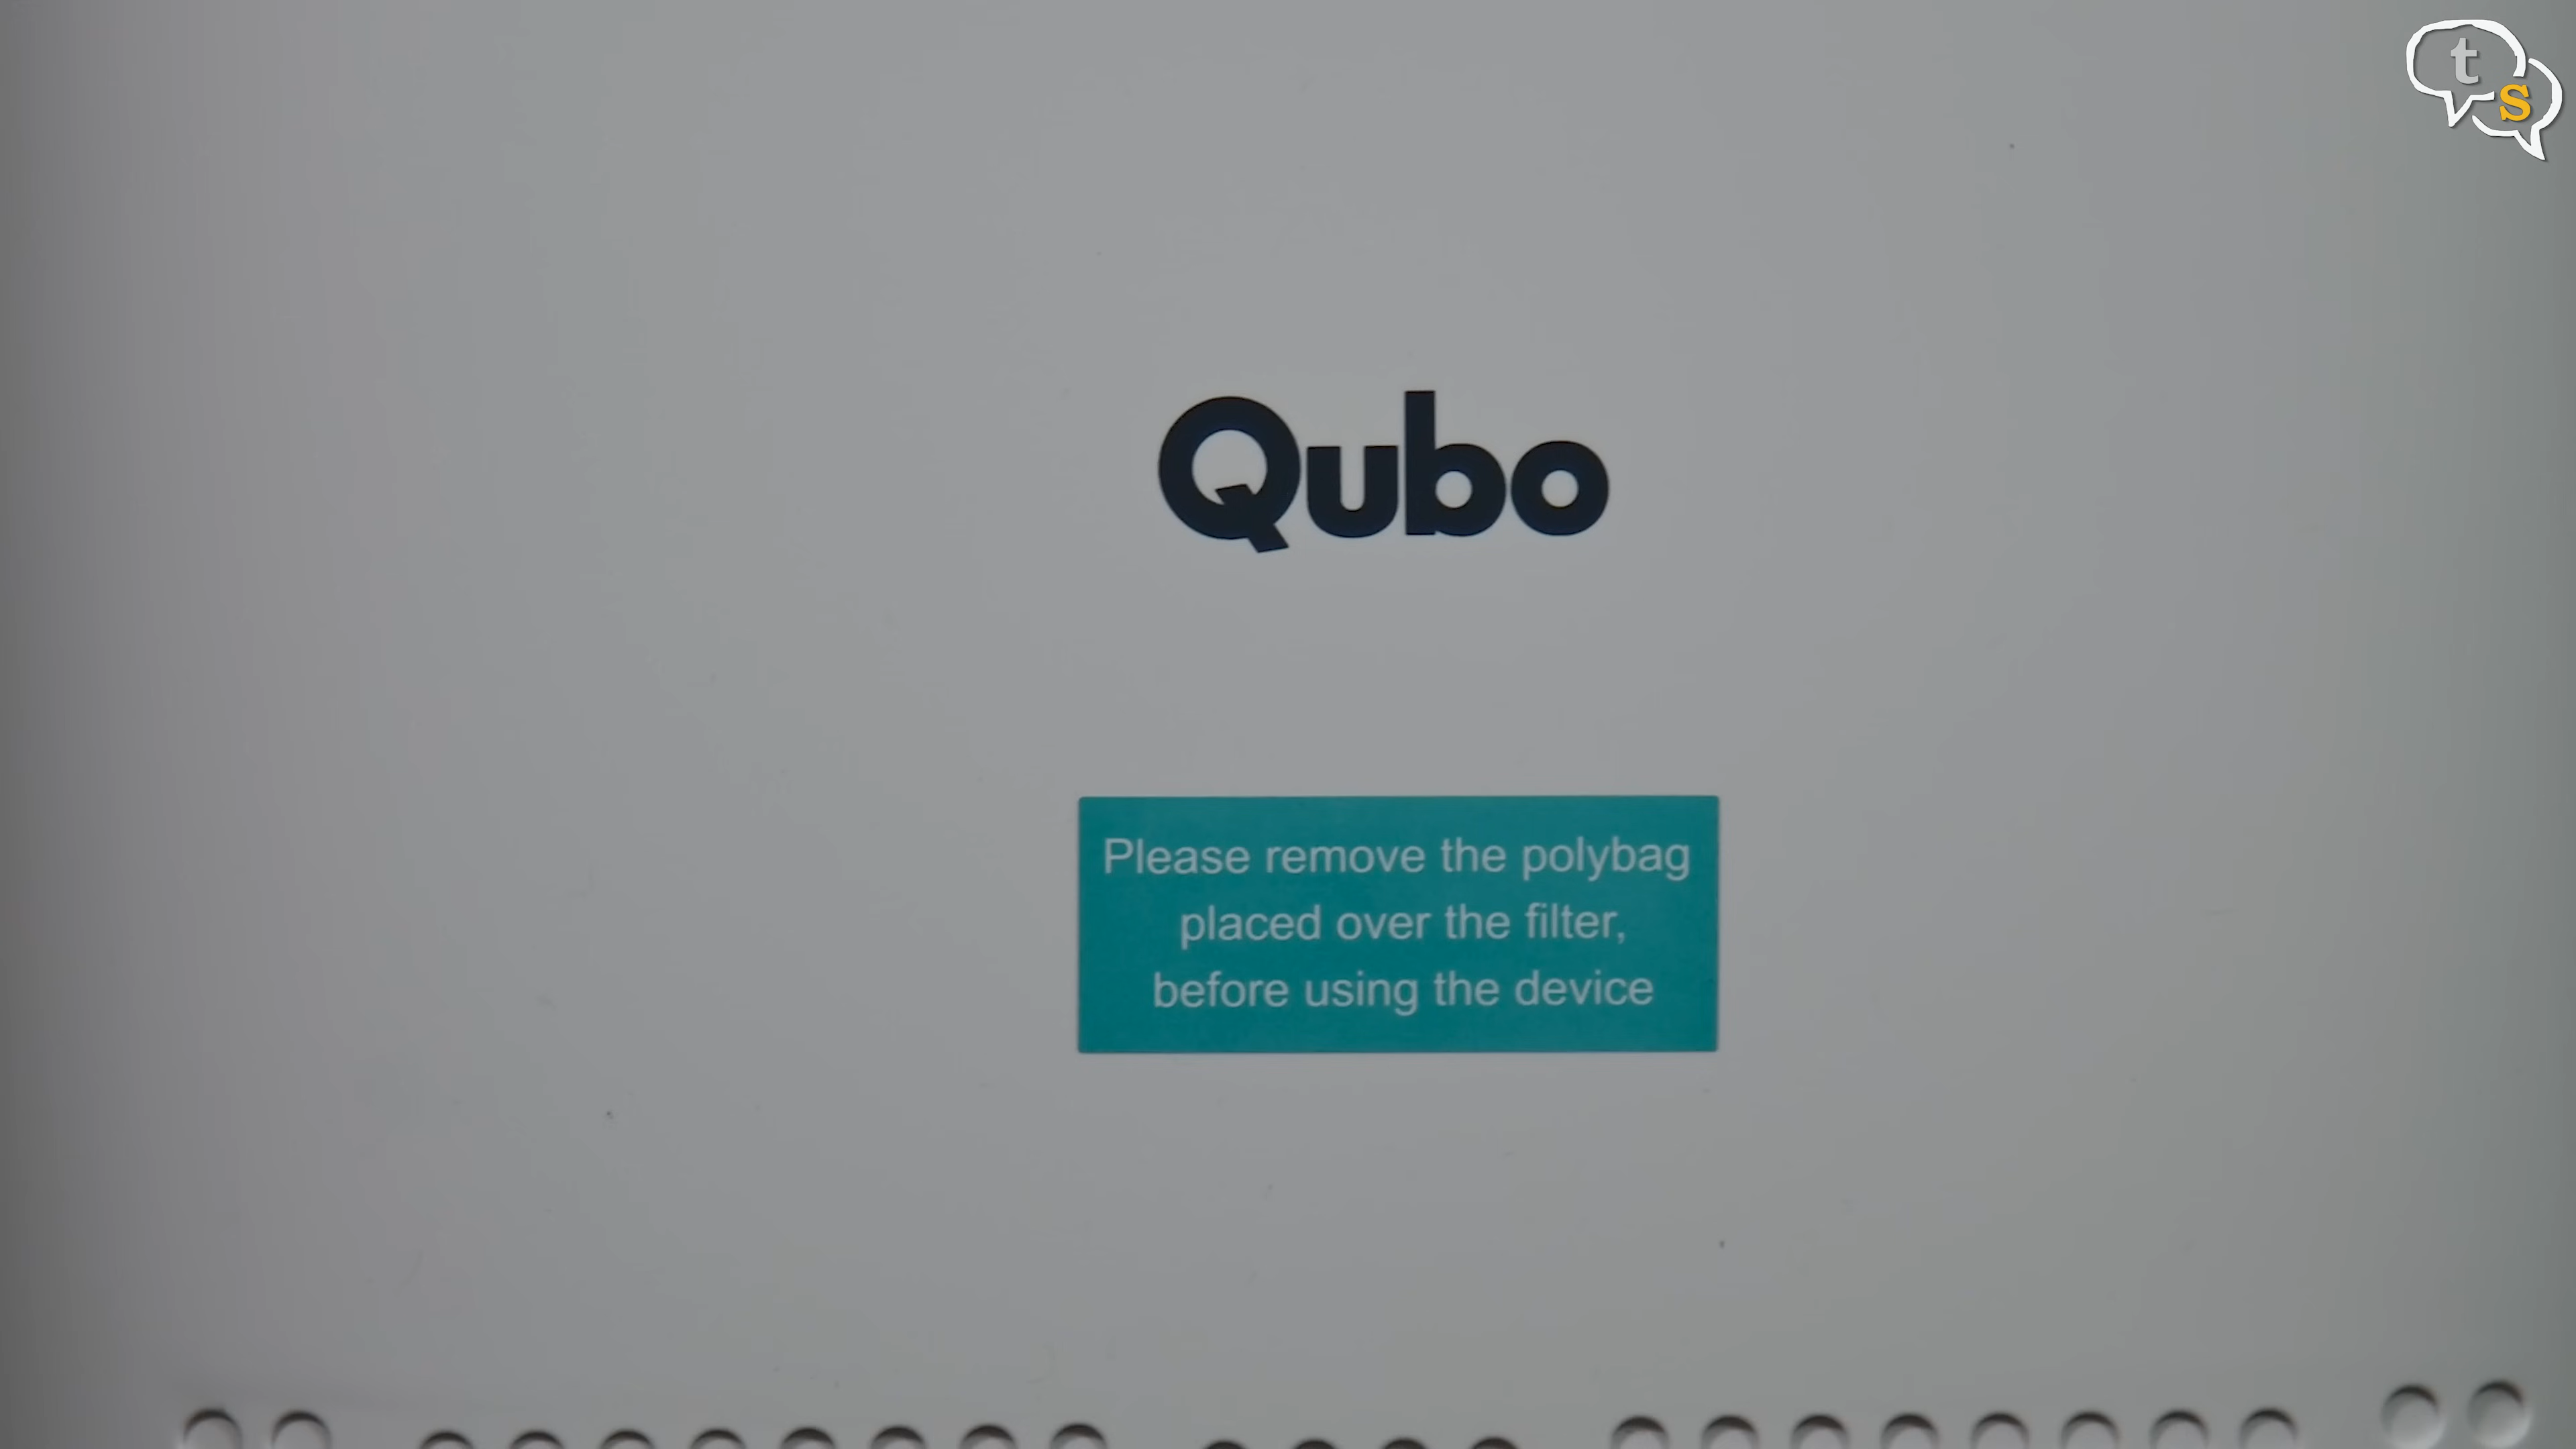 t
s
Qubo
Please remove the polybag
placed over the filter,
before using the device